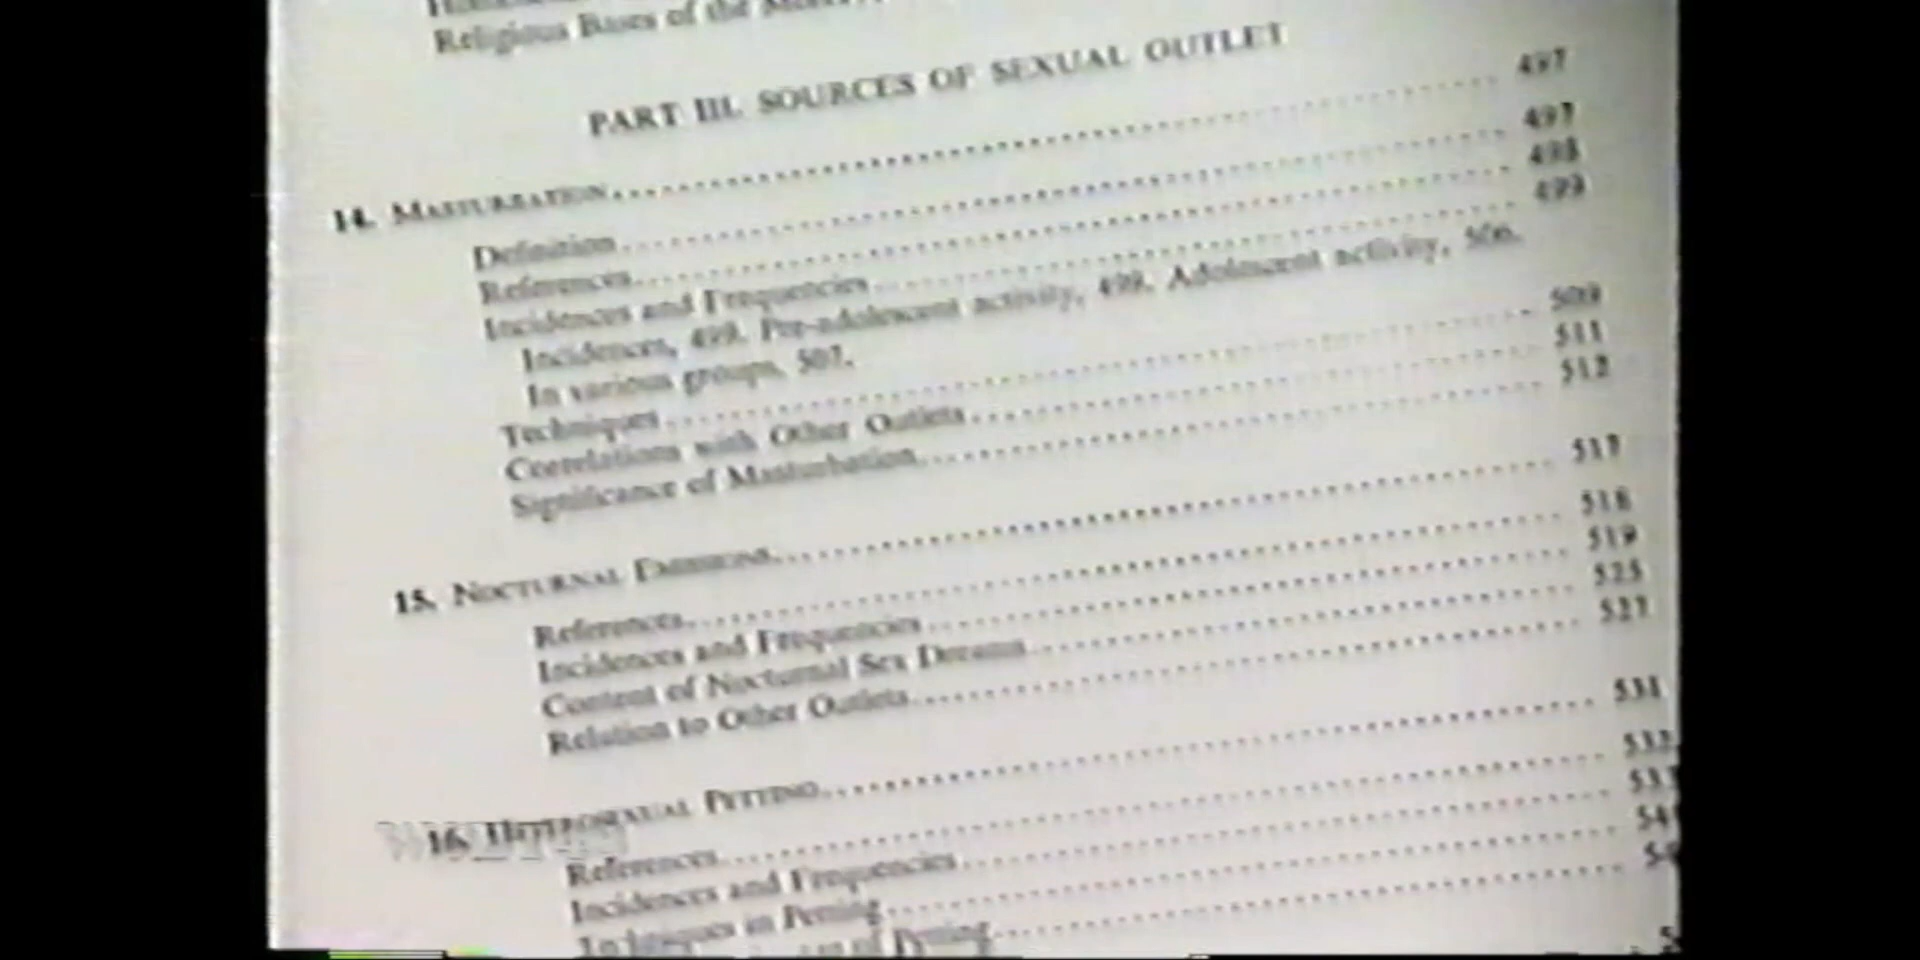 Religious Bases of the
PART III. SOURCES OF SEXUAL OUTLET
14. MASTURBATION 497
Definition 497
References 498
Incidences and Frequencies 499
Incidences, 499. Pre-adolescent activity, 499. Adolescent activity, 506.
In various groups, 507.
Techniques 509
Correlations with Other Outlets 511
Significance of Masturbation 513
15. NOCTURNAL EMISSIONS 517
References 518
Incidences and Frequencies 519
Content of Nocturnal Sex Dreams 525
Relation to Other Outlets 527
16. HETEROSEXUAL PETTING 531
References
Incidences and Frequencies
Techniques in Petting
of Petting